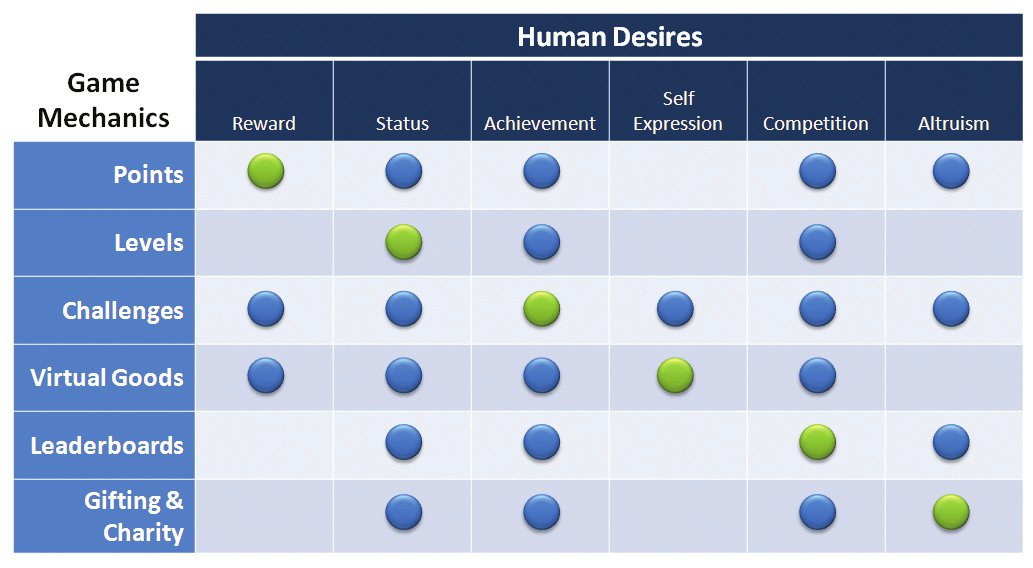 Human Desires
Game
Mechanics
Reward
Status
Achievement
Self
Expression
Competition
Altruism
Points
Levels
Challenges
Virtual Goods
Leaderboards
Gifting &
Charity